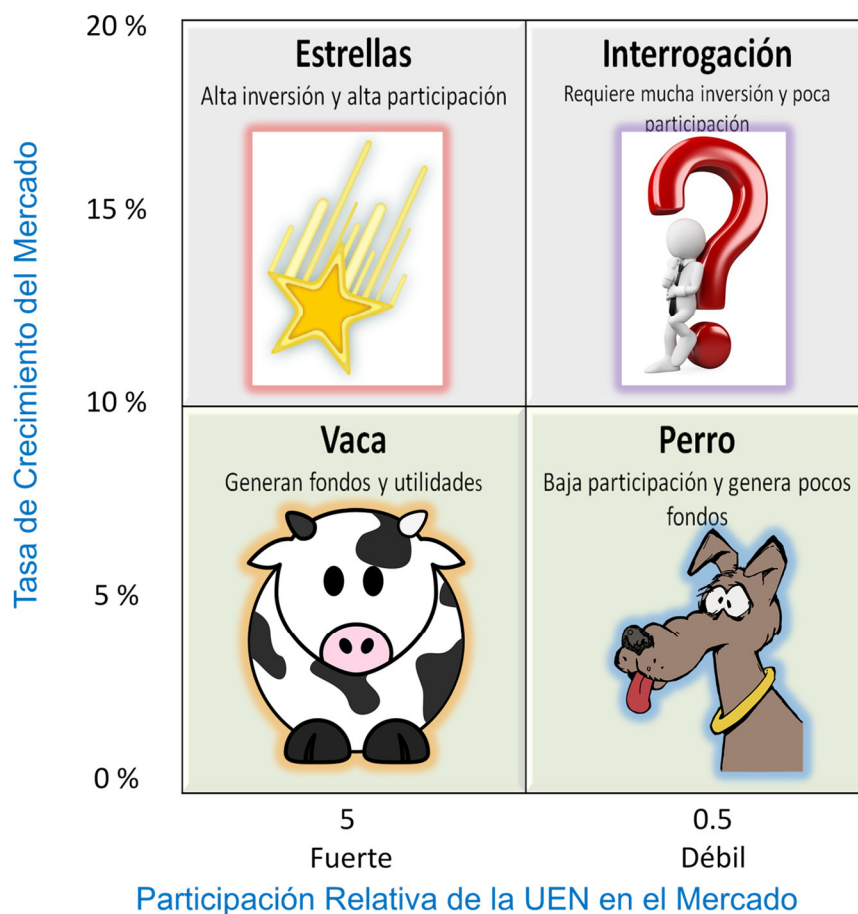 20 %
Estrellas
Alta inversión y alta participación
Interrogación
Requiere mucha inversión y poca
participación
15 %
10 %
Vaca
Generan fondos y utilidades
Perro
Baja participación y genera pocos
fondos
5 %
0 %
Tasa de Crecimiento del Mercado
5
Fuerte
0.5
Débil
Participación Relativa de la UEN en el Mercado